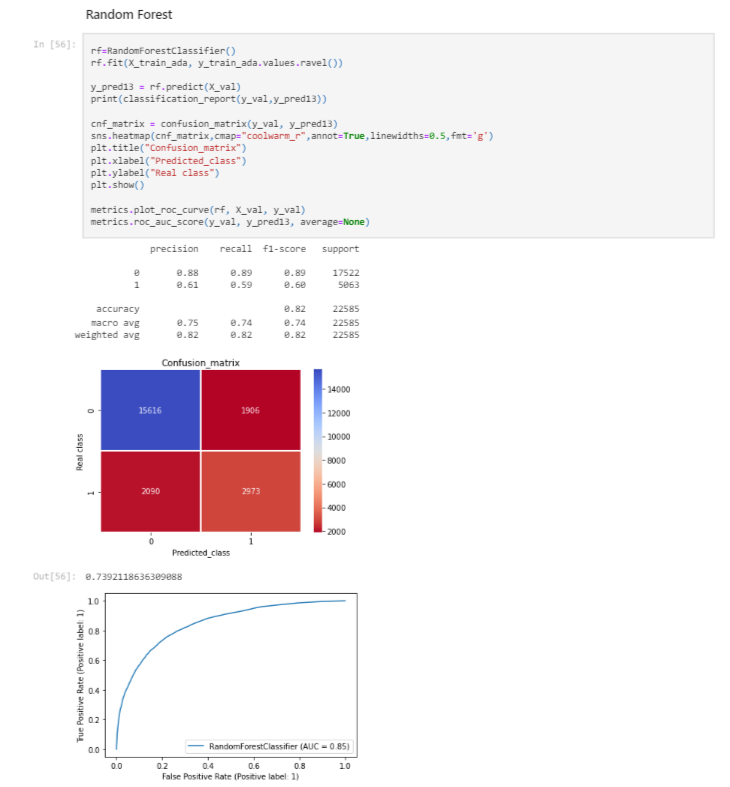 Random Forest
In [56]:
rf=RandomForestClassifier()
rf.fit(X_train_ada, y_train_ada.values.ravel())
y_pred13 = rf.predict(X_val)
print(classification_report(y_val,y_pred13))
cnf_matrix = confusion_matrix(y_val, y_pred13)
sns.heatmap(cnf_matrix,cmap="coolwarm_r",annot=True,linewidths=0.5,fmt='g')
plt.title("Confusion_matrix")
plt.xlabel("Predicted_class")
plt.ylabel("Real class")
plt.show()
metrics.plot_roc_curve(rf, X_val, y_val)
metrics.roc_auc_score(y_val, y_pred13, average=None)
precision recall f1-score support
0 0.88 0.89 0.89 17522
1 0.61 0.59 0.60 5063
accuracy 0.82 22585
macro avg 0.75 0.74 0.74 22585
weighted avg 0.82 0.82 0.82 22585
Confusion_matrix
15616 1906
2090 2973
0
1
Real class
0 1
Predicted_class
14000
12000
10000
8000
6000
4000
2000
Out[56]: 0.7392118636309088
1.0
0.8
0.6
0.4
0.2
0.0
True Positive Rate (Positive label: 1)
RandomForestClassifier (AUC = 0.85)
0.0 0.2 0.4 0.6 0.8 1.0
False Positive Rate (Positive label: 1)